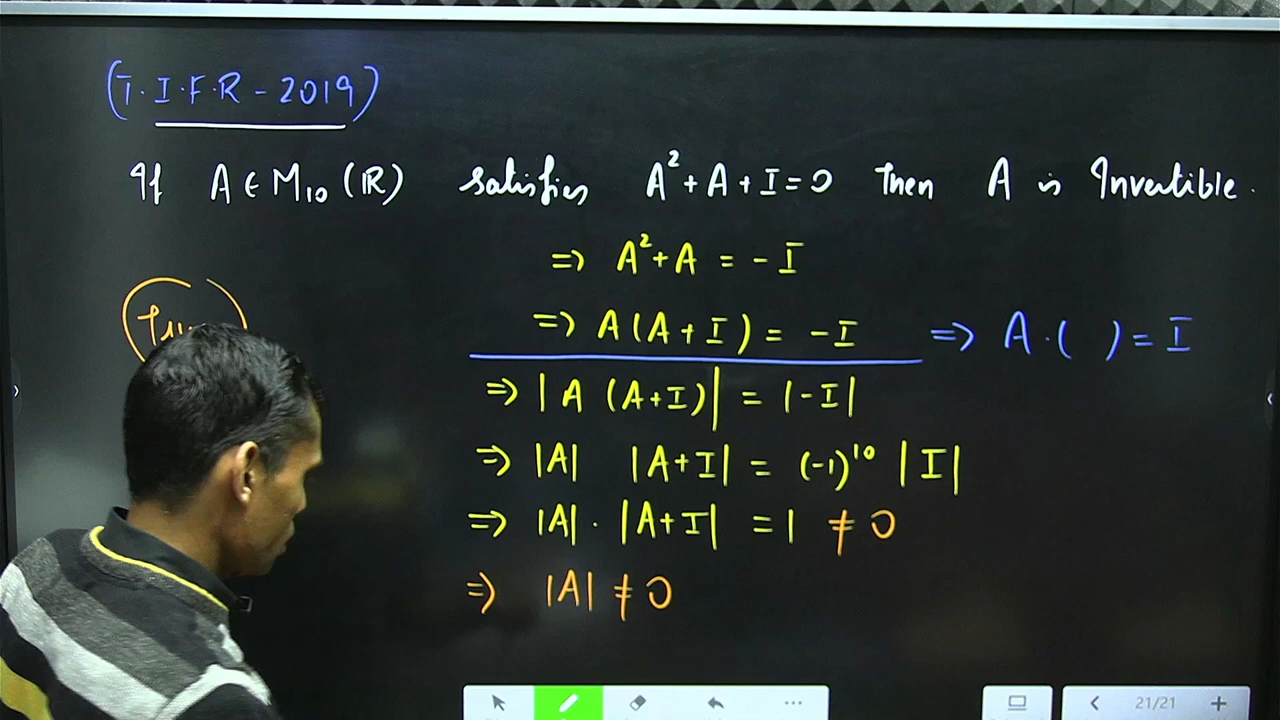 (T.I.F.R - 2019)
If A ∈ M₁₀ (ℝ) satisfies A² + A + I = 0 Then A is Invertible.
⇒ A² + A = - I
⇒ A (A + I) = - I ⇒ A · ( ) = I
⇒ | A (A + I) | = | - I |
⇒ |A| |A + I| = (-1)¹⁰ | I |
⇒ |A| · |A + I| = 1 ≠ 0
⇒ |A| ≠ 0
21/21